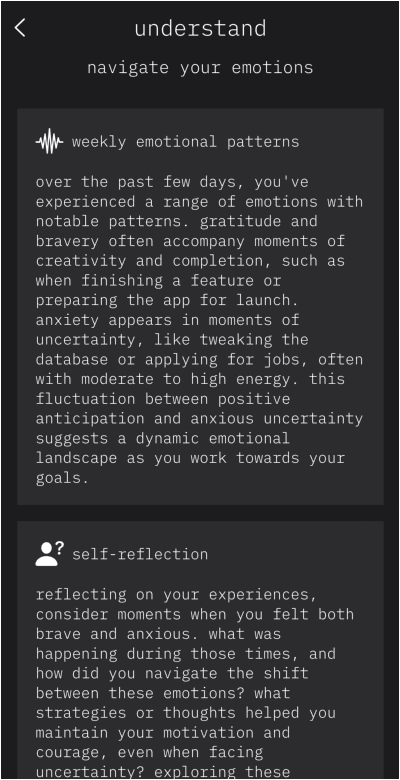 understand
navigate your emotions
weekly emotional patterns
over the past few days, you've
experienced a range of emotions with
notable patterns. gratitude and
bravery often accompany moments of
creativity and completion, such as
when finishing a feature or
preparing the app for launch.
anxiety appears in moments of
uncertainty, like tweaking the
database or applying for jobs, often
with moderate to high energy. this
fluctuation between positive
anticipation and anxious uncertainty
suggests a dynamic emotional
landscape as you work towards your
goals.
self-reflection
reflecting on your experiences,
consider moments when you felt both
brave and anxious. what was
happening during those times, and
how did you navigate the shift
between these emotions? what
strategies or thoughts helped you
maintain your motivation and
courage, even when facing
uncertainty? exploring these